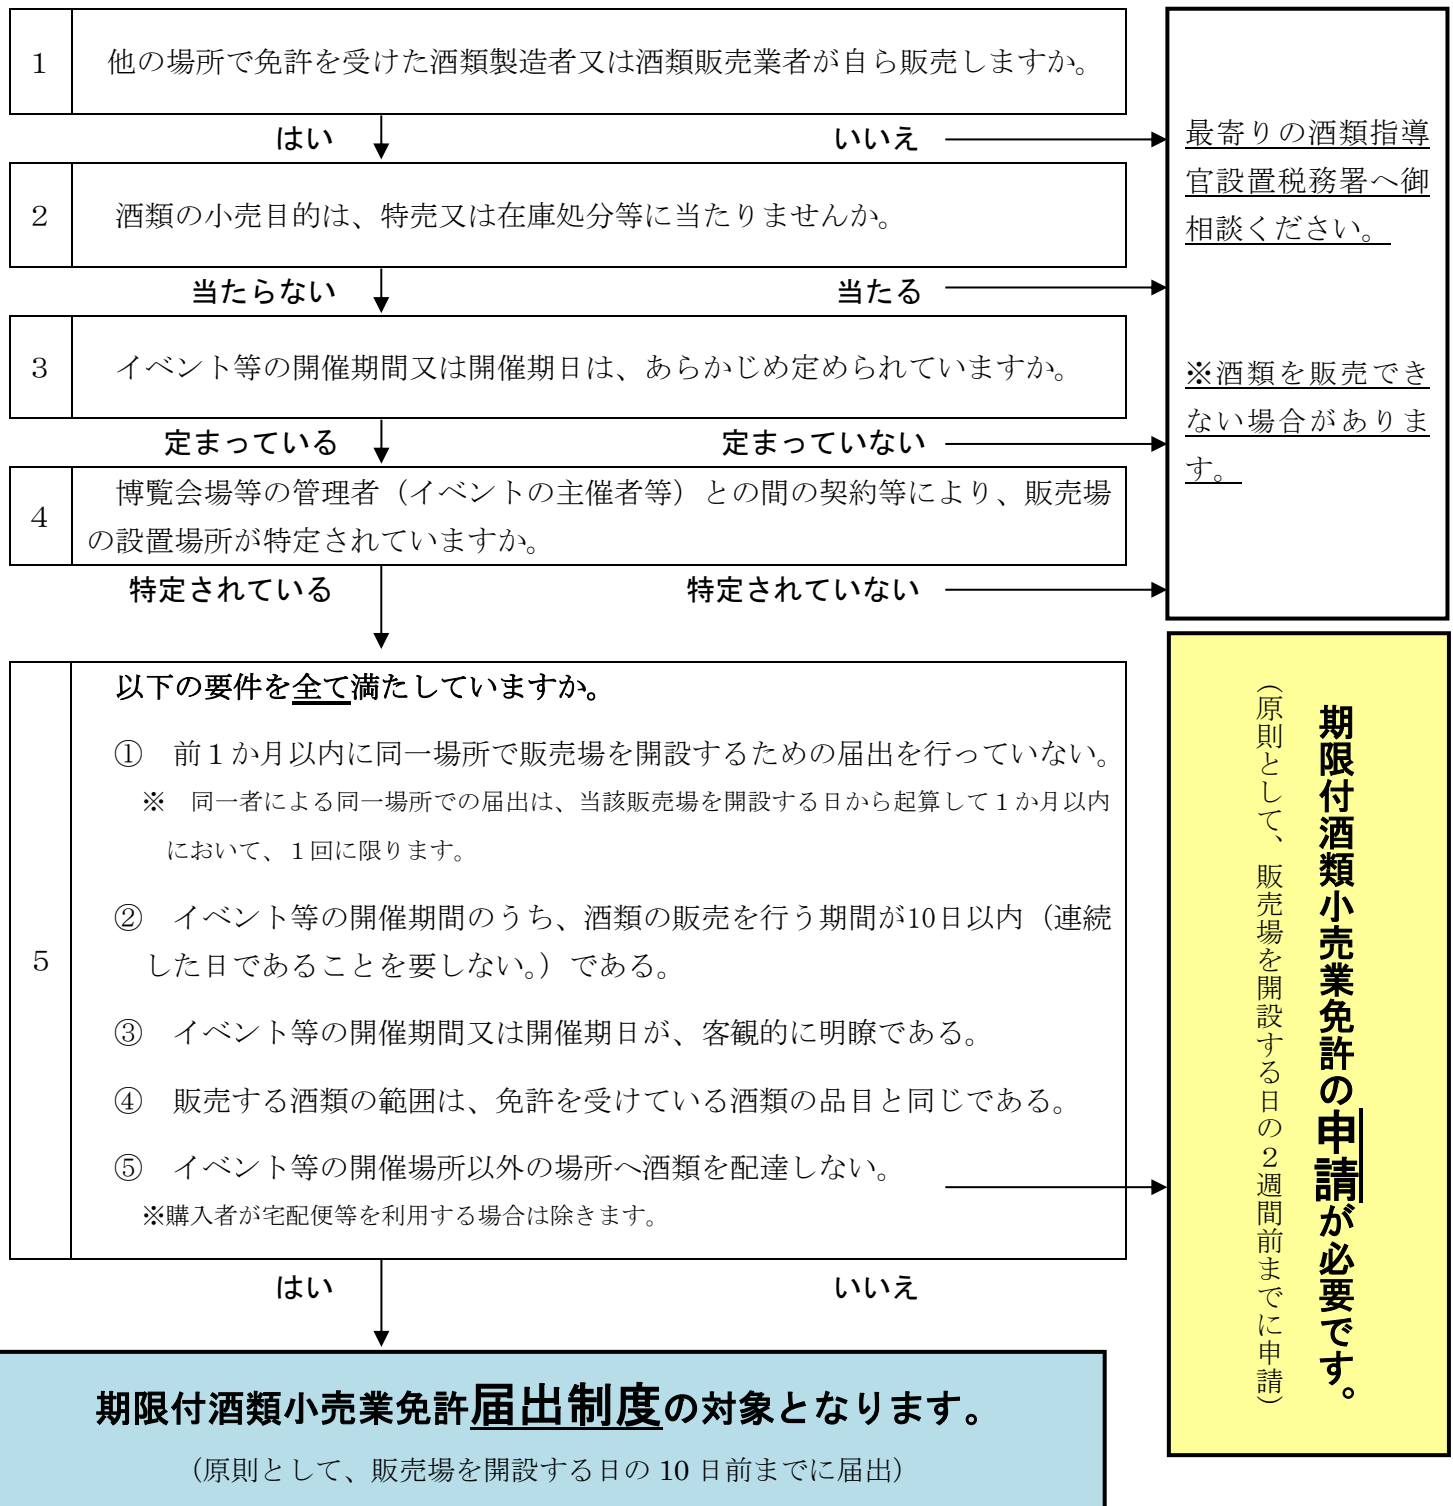 1
他の場所で免許を受けた酒類製造者又は酒類販売業者が自ら販売しますか。
はい
いいえ
2
酒類の小売目的は、特売又は在庫処分等に当たりませんか。
当たらない
当たる
3
イベント等の開催期間又は開催期日は、あらかじめ定められていますか。
定まっている
定まっていない
4
博覧会場等の管理者（イベントの主催者等）との間の契約等により、販売場
の設置場所が特定されていますか。
特定されている
特定されていない
最寄りの酒類指導
官設置税務署へ御
相談ください。
※酒類を販売でき
ない場合がありま
す。
5
以下の要件を全て満たしていますか。
① 前１か月以内に同一場所で販売場を開設するための届出を行っていない。
※ 同一者による同一場所での届出は、当該販売場を開設する日から起算して１か月以内
において、１回に限ります。
② イベント等の開催期間のうち、酒類の販売を行う期間が10日以内（連続
した日であることを要しない。）である。
③ イベント等の開催期間又は開催期日が、客観的に明瞭である。
④ 販売する酒類の範囲は、免許を受けている酒類の品目と同じである。
⑤ イベント等の開催場所以外の場所へ酒類を配達しない。
※購入者が宅配便等を利用する場合は除きます。
はい
いいえ
期限付酒類小売業免許の申請が必要です。
（原則として、販売場を開設する日の２週間前までに申請）
期限付酒類小売業免許届出制度の対象となります。
（原則として、販売場を開設する日の 10 日前までに届出）